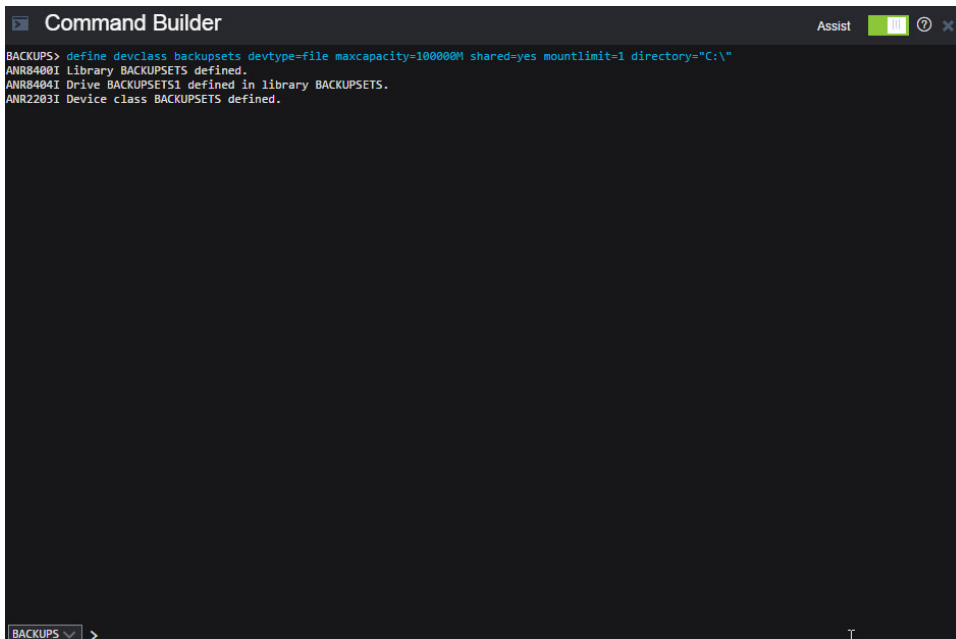 Command Builder
Assist
BACKUPS> define devclass backupsets devtype=file maxcapacity=100000M shared=yes mountlimit=1 directory="C:\"
ANR8400I Library BACKUPSETS defined.
ANR8404I Drive BACKUPSETS1 defined in library BACKUPSETS.
ANR2203I Device class BACKUPSETS defined.
BACKUPS >